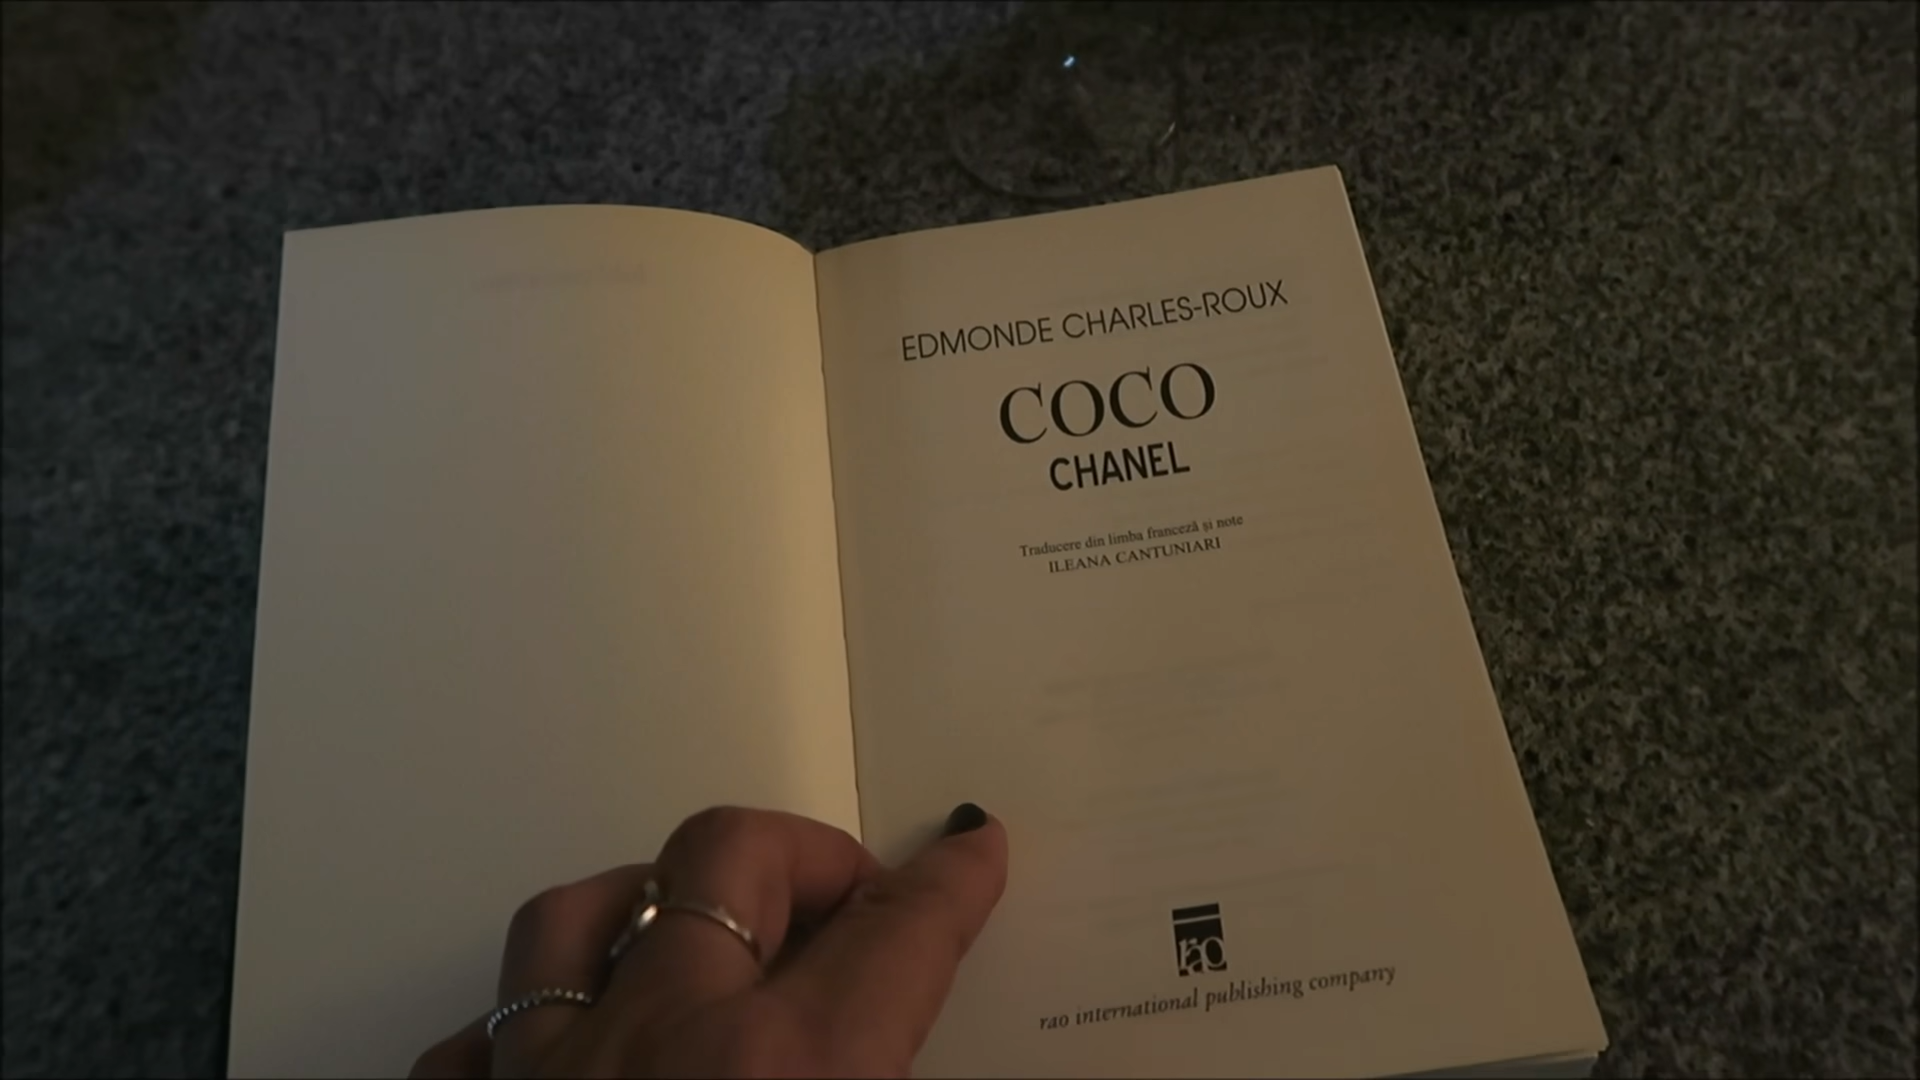 EDMONDE CHARLES-ROUX
COCO
CHANEL
Traducere din limba franceză și note
ILEANA CANTUNIARI
rao
rao international publishing company